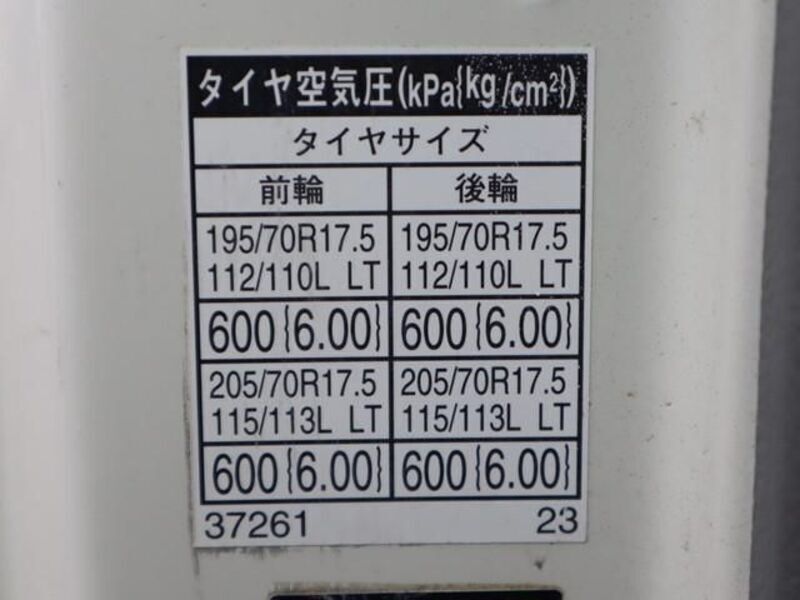 タイヤ空気圧(kPa{kg/cm²})
タイヤサイズ
前輪 後輪
195/70R17.5 195/70R17.5
112/110L LT 112/110L LT
600{6.00} 600{6.00}
205/70R17.5 205/70R17.5
115/113L LT 115/113L LT
600{6.00} 600{6.00}
37261 23